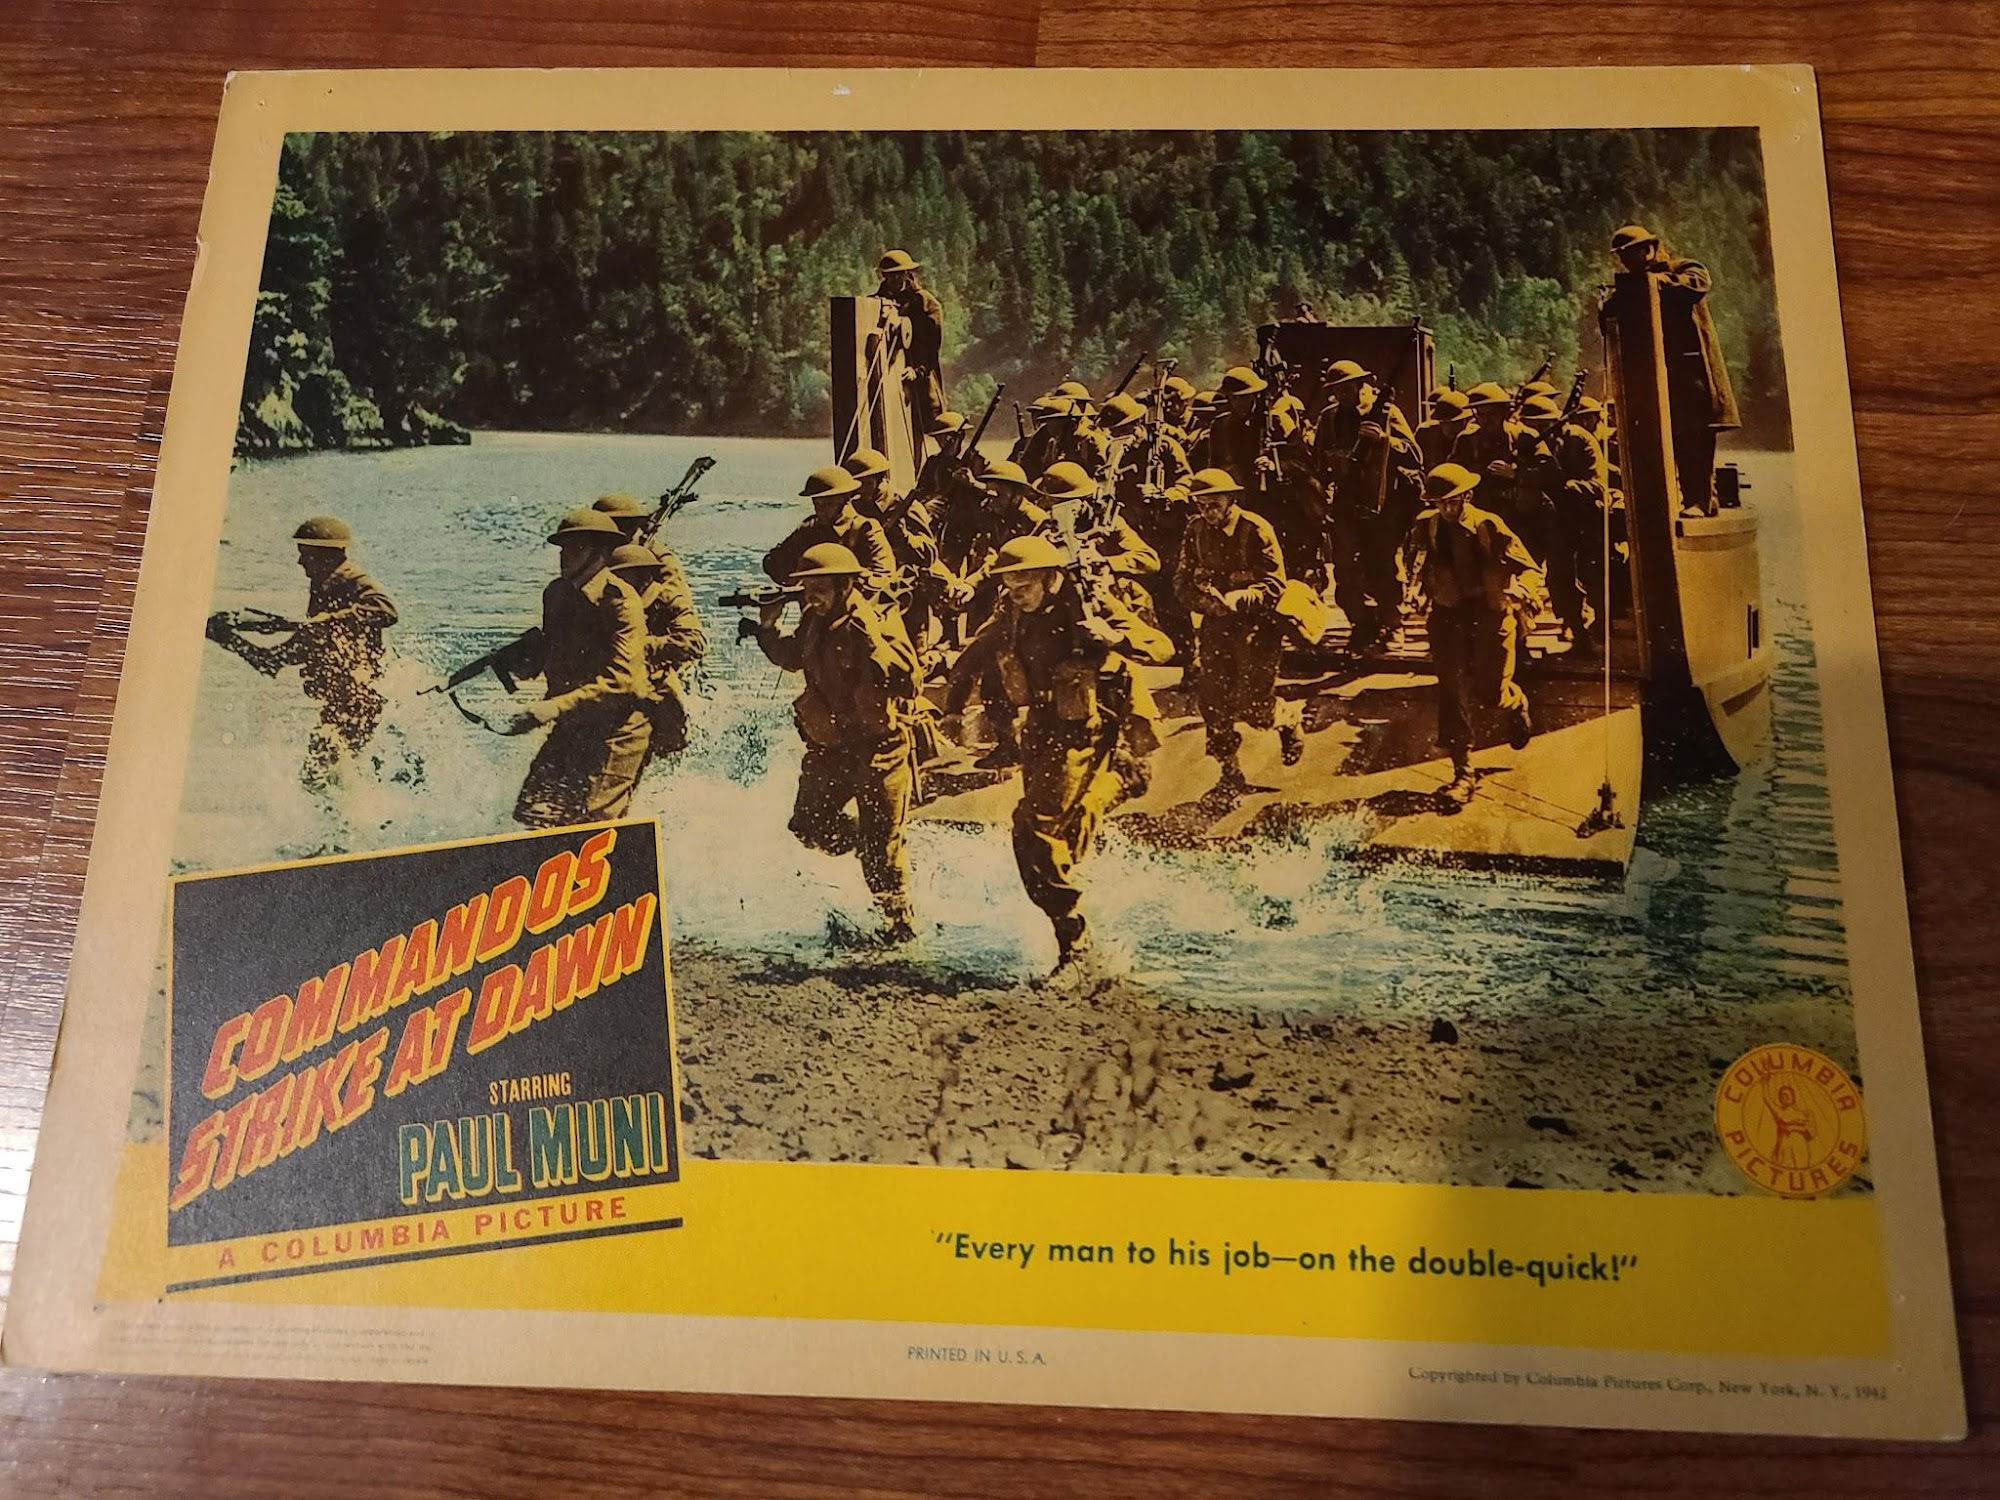 COMMANDOS
STRIKE AT DAWN
STARRING
PAUL MUNI
A COLUMBIA PICTURE
COLUMBIA
PICTURES
"Every man to his job—on the double-quick!"
PRINTED IN U. S. A.
Copyrighted by Columbia Pictures Corp., New York, N. Y., 1942